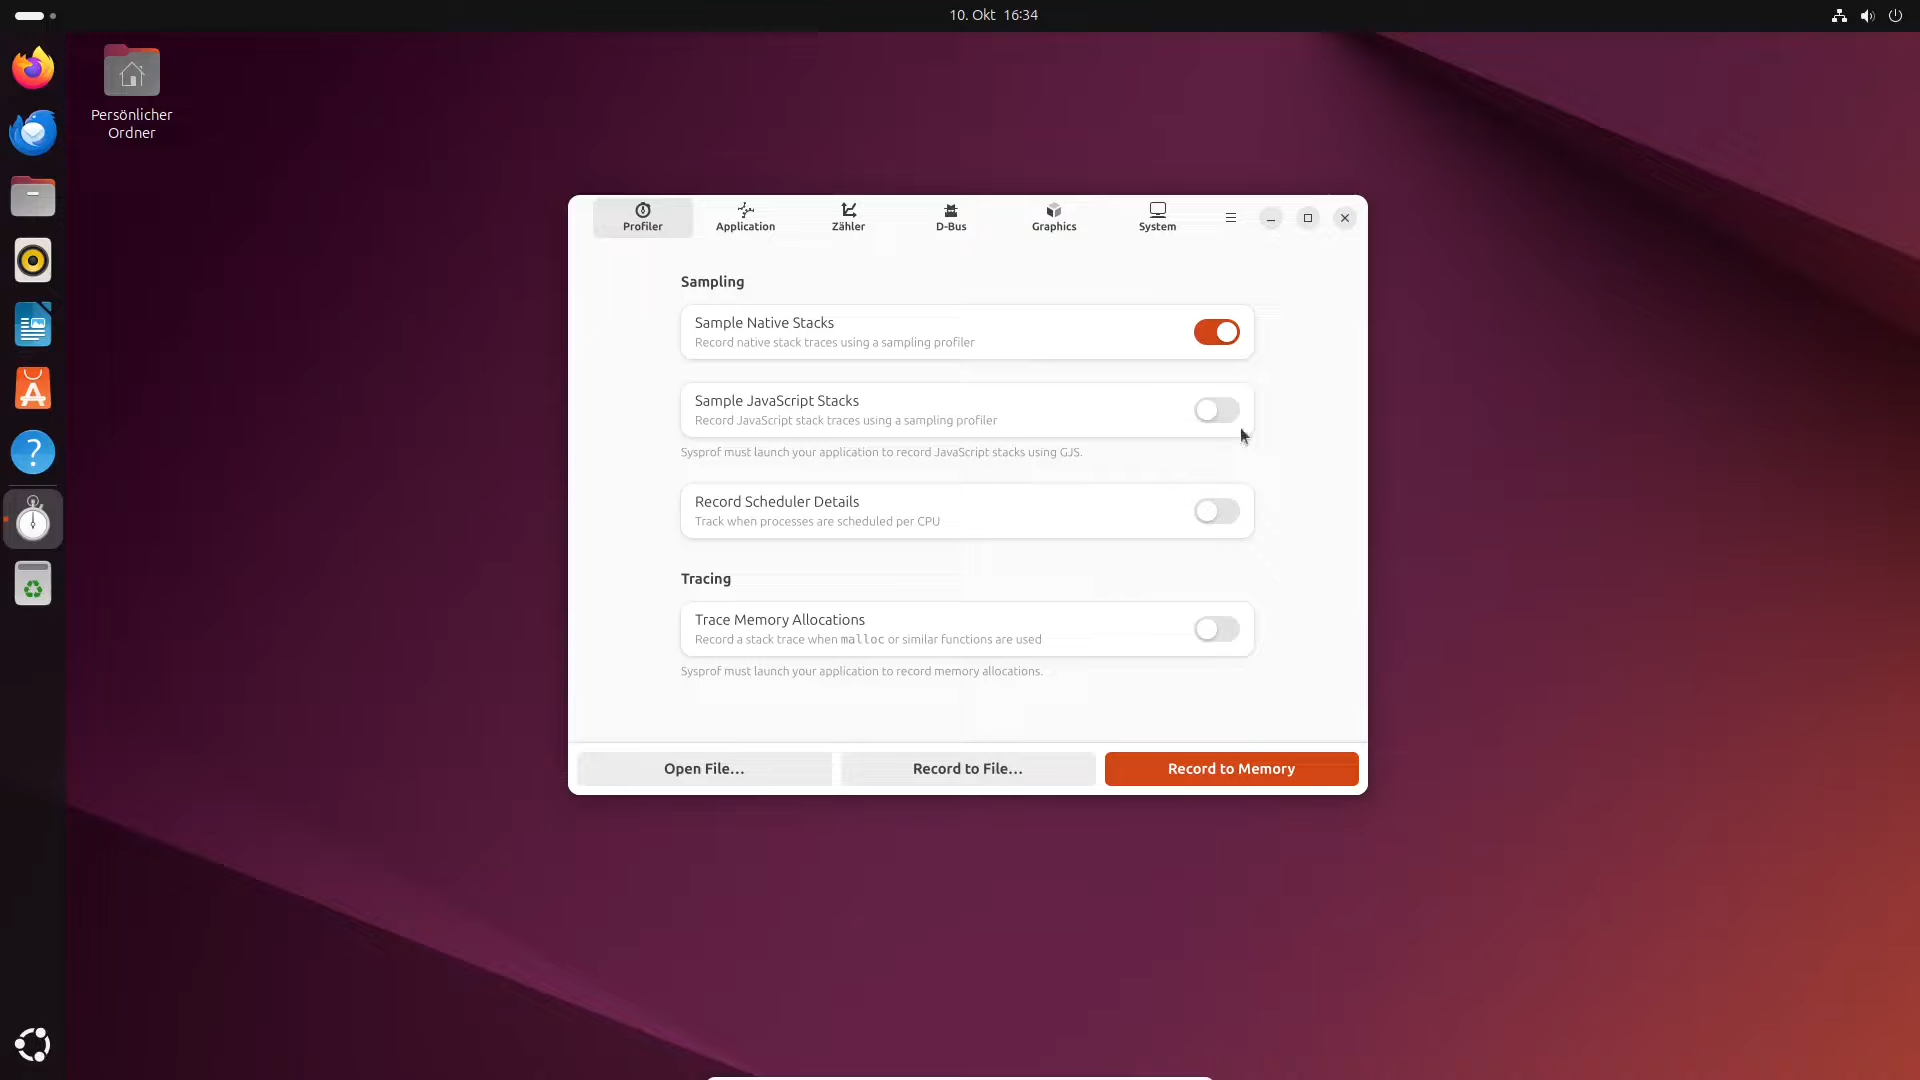 10. Okt 16:34
Persönlicher
Ordner
Profiler
Application
Zähler
D-Bus
Graphics
System
Sampling
Sample Native Stacks
Record native stack traces using a sampling profiler
Sample JavaScript Stacks
Record JavaScript stack traces using a sampling profiler
Sysprof must launch your application to record JavaScript stacks using GJS.
Record Scheduler Details
Track when processes are scheduled per CPU
Tracing
Trace Memory Allocations
Record a stack trace when malloc or similar functions are used
Sysprof must launch your application to record memory allocations.
Open File…
Record to File…
Record to Memory